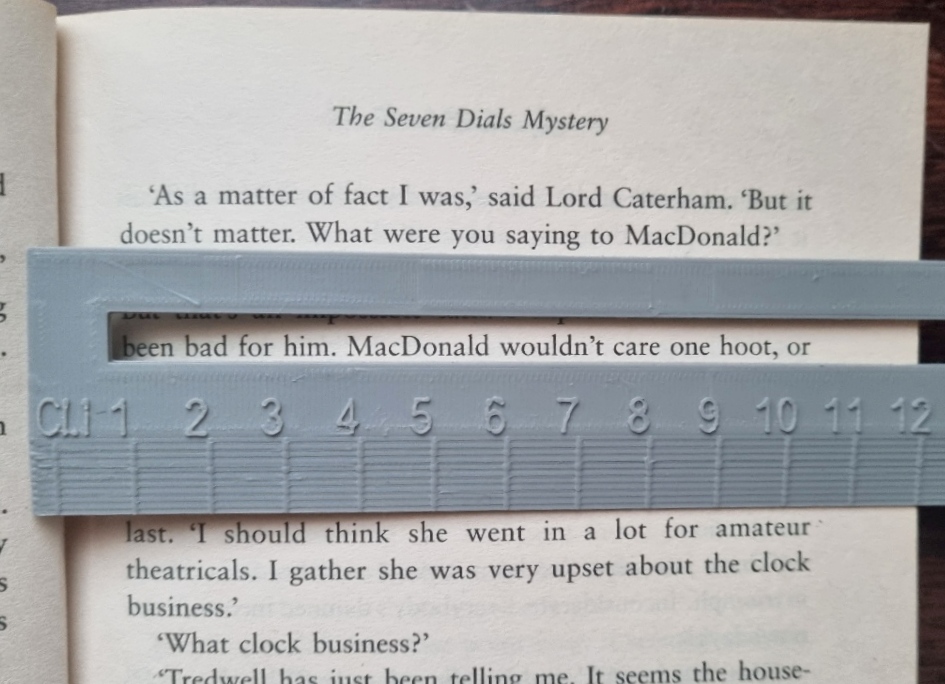 The Seven Dials Mystery
‘As a matter of fact I was,’ said Lord Caterham. ‘But it
doesn’t matter. What were you saying to MacDonald?’
been bad for him. MacDonald wouldn’t care one hoot, or
CM 1 2 3 4 5 6 7 8 9 10 11 12
last. ‘I should think she went in a lot for amateur
theatricals. I gather she was very upset about the clock
business.’
‘What clock business?’
‘Tredwell has just been telling me. It seems the house-